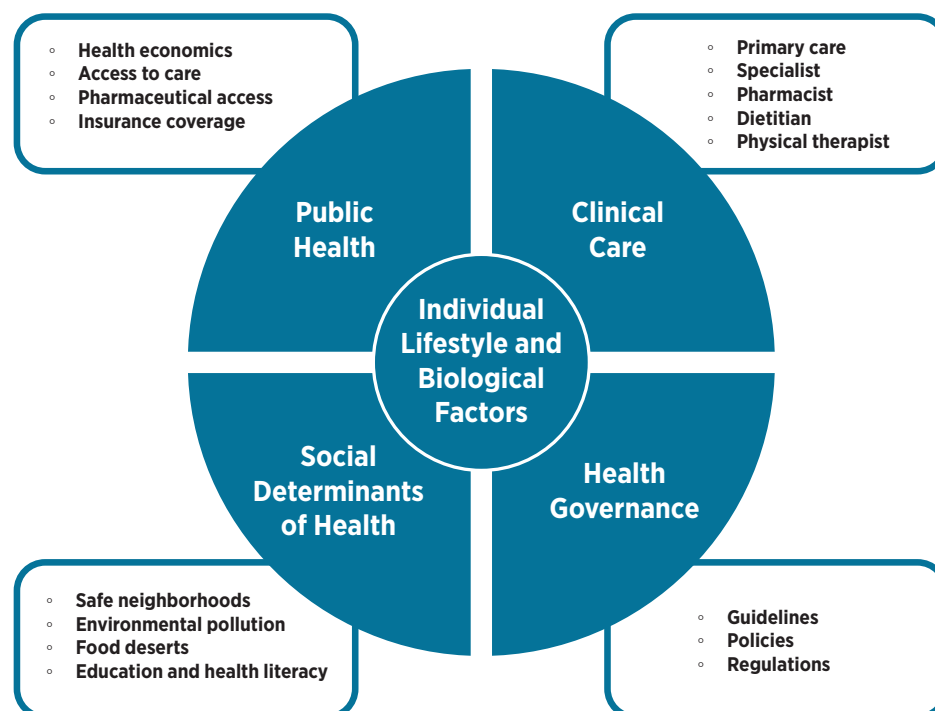 Health economics
Access to care
Pharmaceutical access
Insurance coverage
Primary care
Specialist
Pharmacist
Dietitian
Physical therapist
Public
Health
Clinical
Care
Individual
Lifestyle and
Biological
Factors
Social
Determinants
of Health
Health
Governance
Safe neighborhoods
Environmental pollution
Food deserts
Education and health literacy
Guidelines
Policies
Regulations